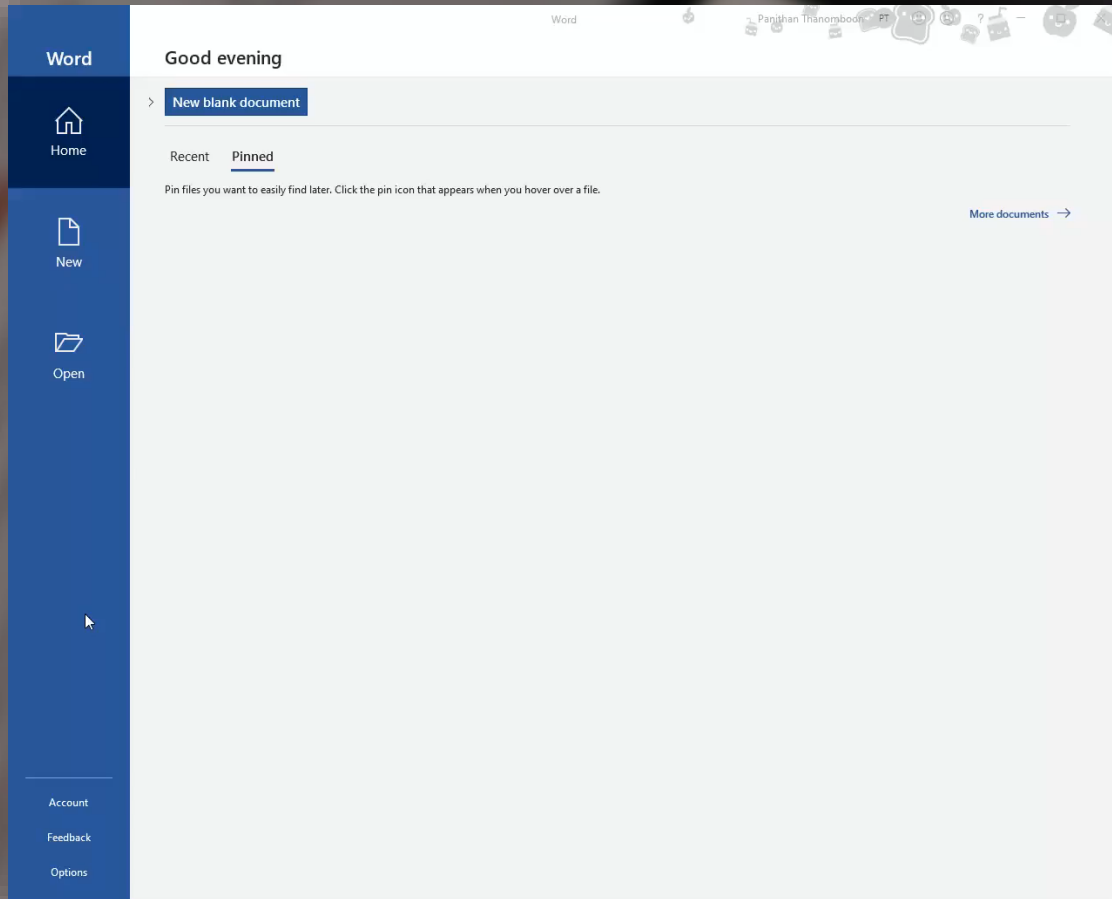 Word
Panithan Thanomboon PT ?
Word
Good evening
New blank document
Home
Recent Pinned
Pin files you want to easily find later. Click the pin icon that appears when you hover over a file.
More documents
New
Open
Account
Feedback
Options